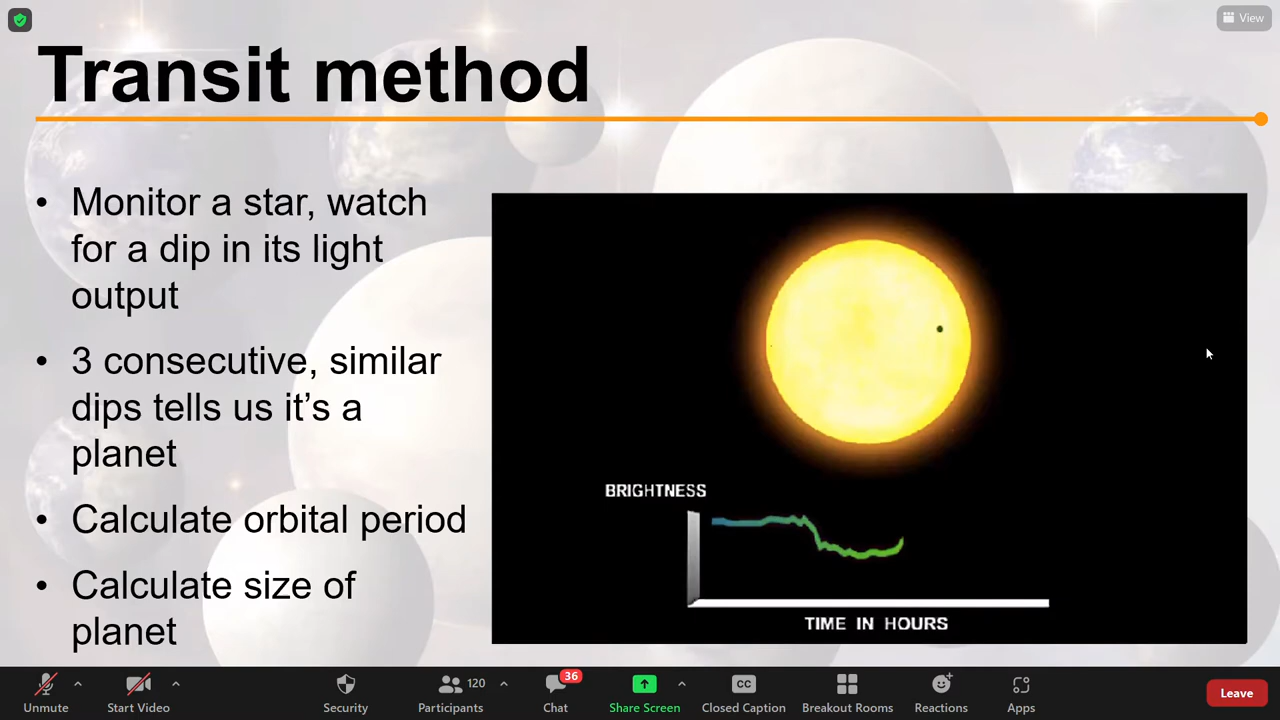 View
Transit method
• Monitor a star, watch
for a dip in its light
output
• 3 consecutive, similar
dips tells us it's a
planet
• Calculate orbital period
• Calculate size of
planet
BRIGHTNESS
TIME IN HOURS
Unmute
Start Video
Security
120
Participants
36
Chat
Share Screen
CC
Closed Caption
Breakout Rooms
Reactions
Apps
Leave